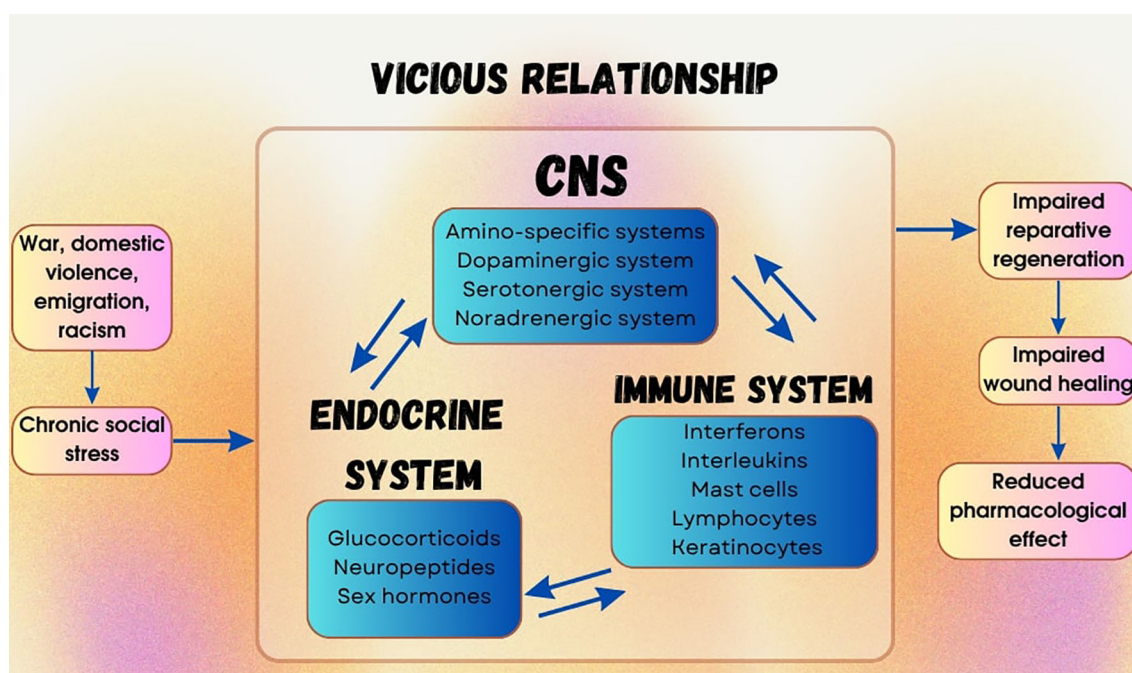 VICIOUS RELATIONSHIP
War, domestic
violence,
emigration,
racism
Chronic social
stress
CNS
Amino-specific systems
Dopaminergic system
Serotonergic system
Noradrenergic system
ENDOCRINE
SYSTEM
Glucocorticoids
Neuropeptides
Sex hormones
IMMUNE SYSTEM
Interferons
Interleukins
Mast cells
Lymphocytes
Keratinocytes
Impaired
reparative
regeneration
Impaired
wound healing
Reduced
pharmacological
effect